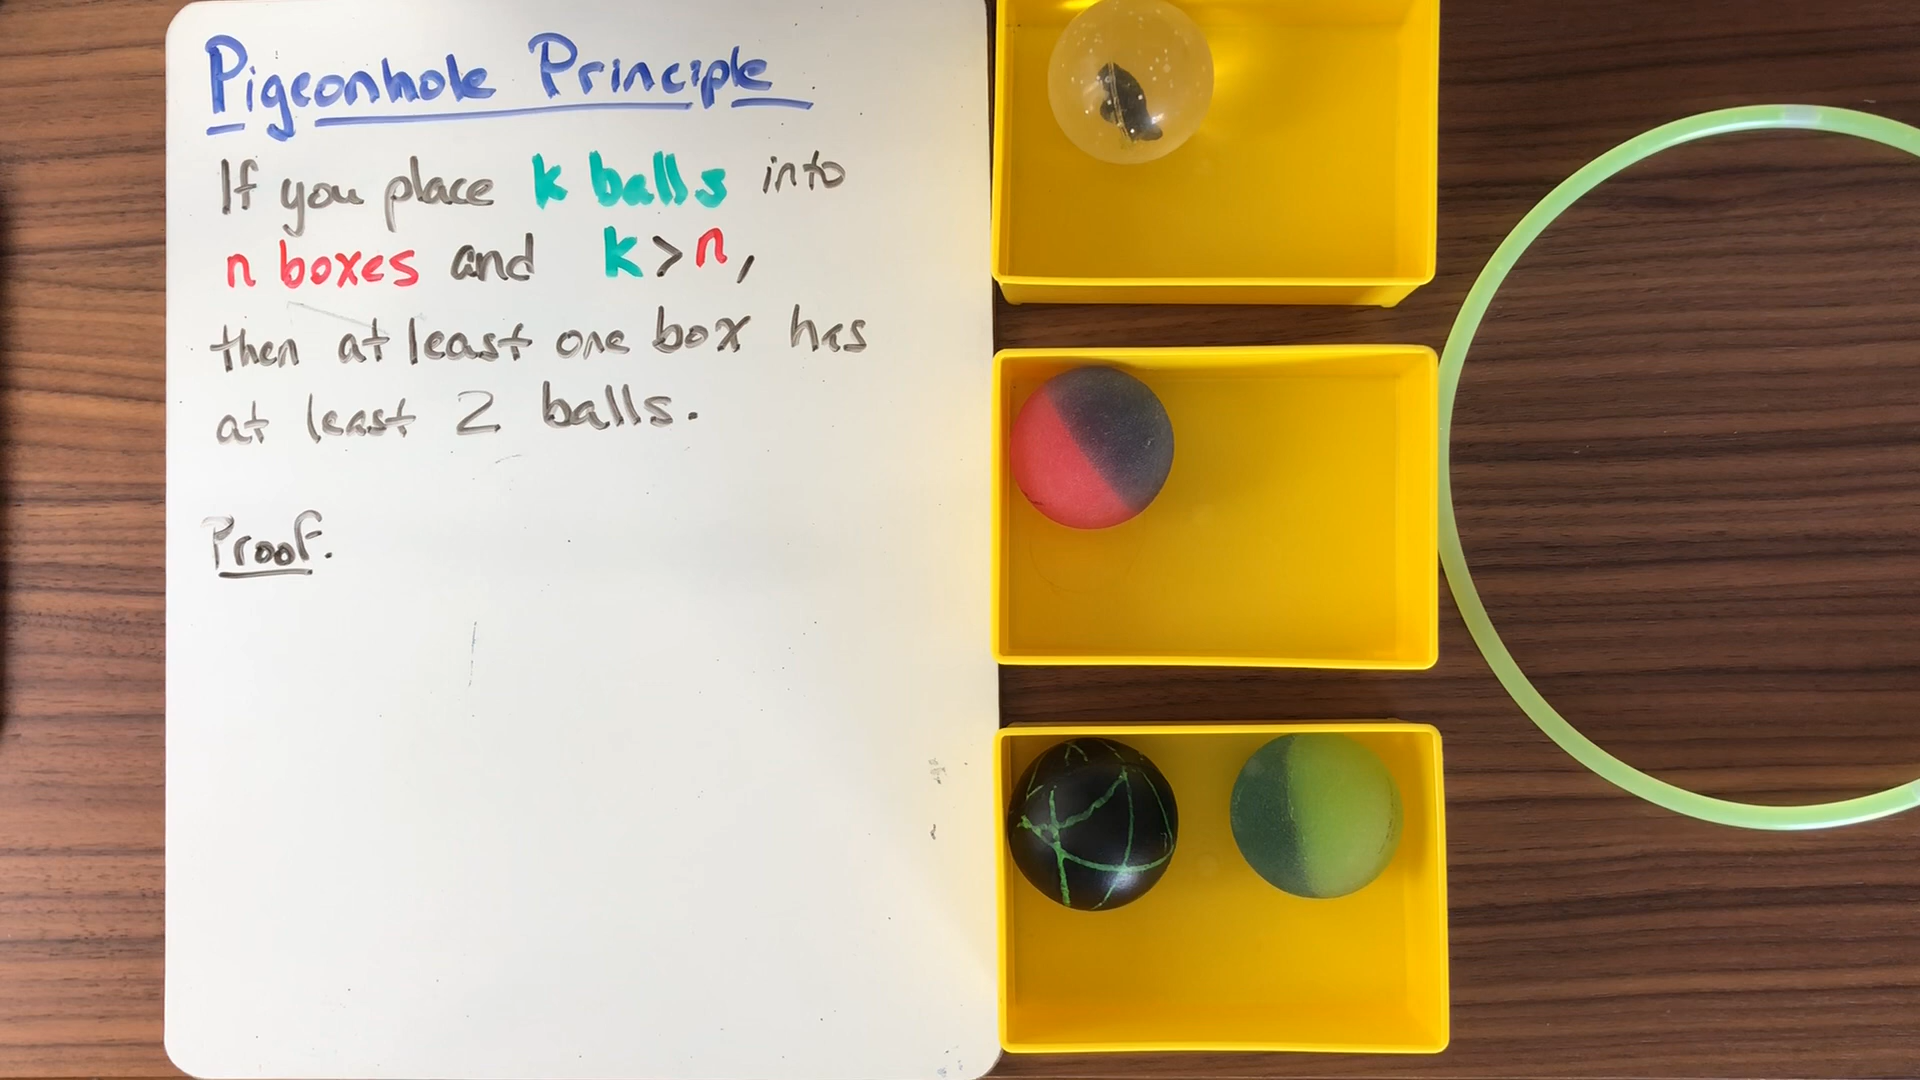 Pigeonhole Principle
If you place k balls into
n boxes and k>n,
then at least one box has
at least 2 balls.
Proof.